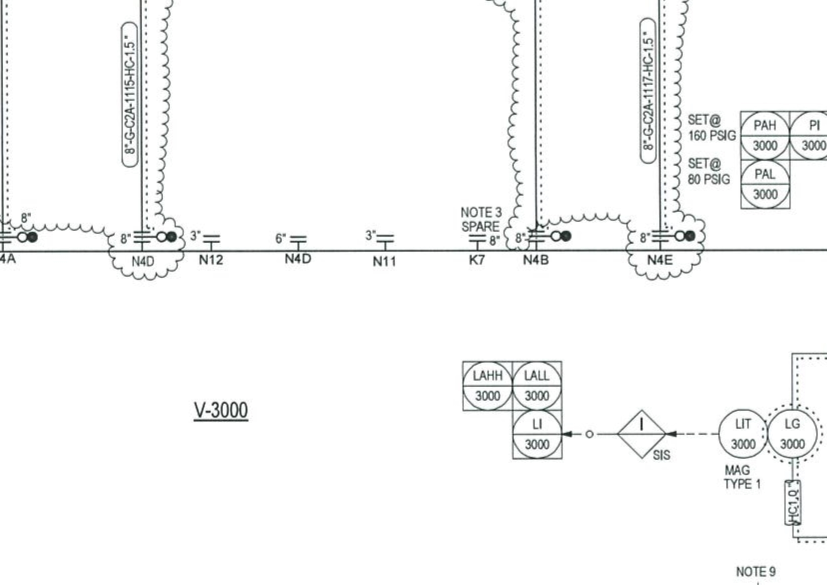 8"-G-C2A-1115-HC-1.5"
8"-G-C2A-1117-HC-1.5"
SET@
160 PSIG
PAH
3000
PI
3000
SET@
80 PSIG
PAL
3000
8"
8"
3"
6"
3"
NOTE 3
SPARE
8"
8"
8"
4A
N4D
N12
N4D
N11
K7
N4B
N4E
V-3000
LAHH
3000
LALL
3000
LI
3000
I
SIS
LIT
3000
LG
3000
MAG
TYPE 1
HC1.0"
NOTE 9